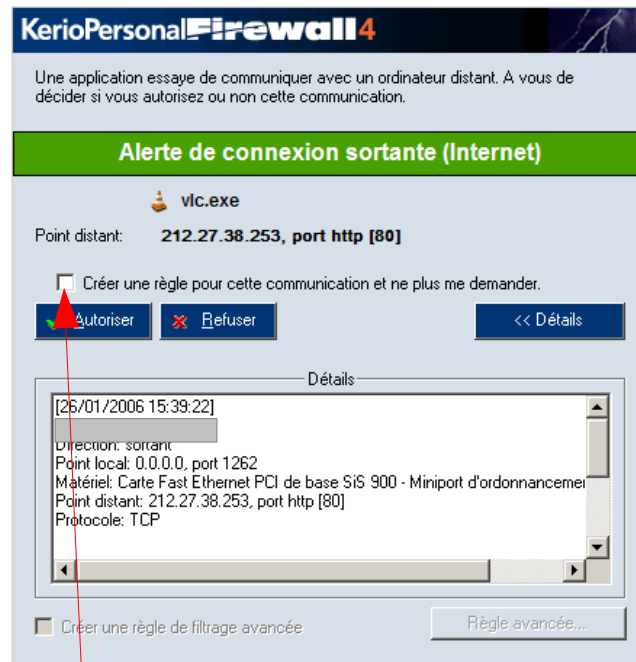 KerioPersonalFirewall4
Une application essaye de communiquer avec un ordinateur distant. A vous de
décider si vous autorisez ou non cette communication.
Alerte de connexion sortante (Internet)
vlc.exe
Point distant: 212.27.38.253, port http [80]
Créer une règle pour cette communication et ne plus me demander.
Autoriser Refuser << Détails
Détails
[26/01/2006 15:39:22]
Direction: sortant
Point local: 0.0.0.0, port 1262
Matériel: Carte Fast Ethernet PCI de base SiS 900 - Miniport d'ordonnancemer
Point distant: 212.27.38.253, port http [80]
Protocole: TCP
Créer une règle de filtrage avancée Règle avancée...